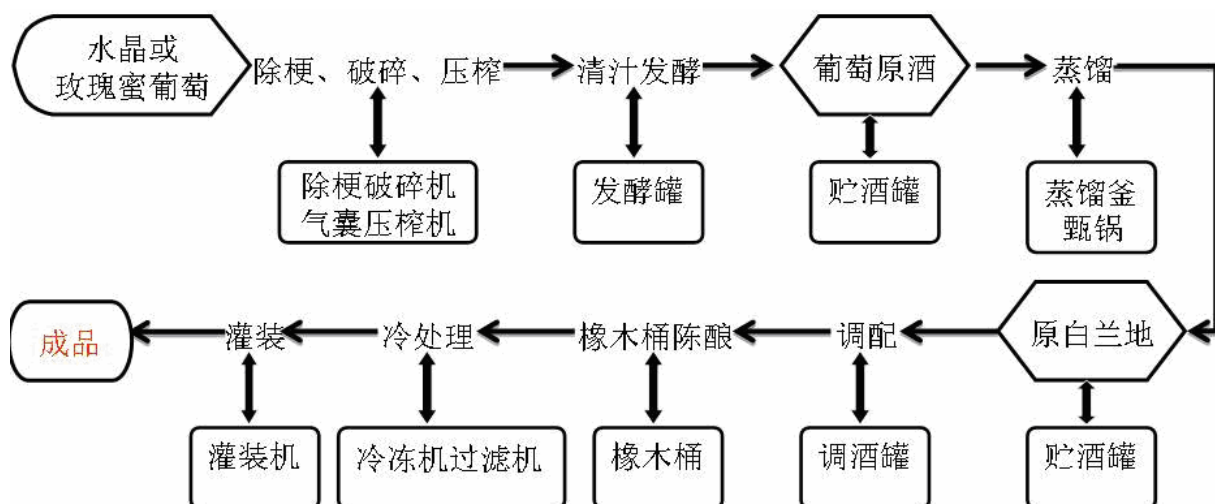 水晶或
玫瑰蜜葡萄
除梗、破碎、压榨
清汁发酵
葡萄原酒
蒸馏
除梗破碎机
气囊压榨机
发酵罐
贮酒罐
蒸馏釜
甄锅
原白兰地
调配
橡木桶陈酿
冷处理
灌装
成品
贮酒罐
调酒罐
橡木桶
冷冻机过滤机
灌装机